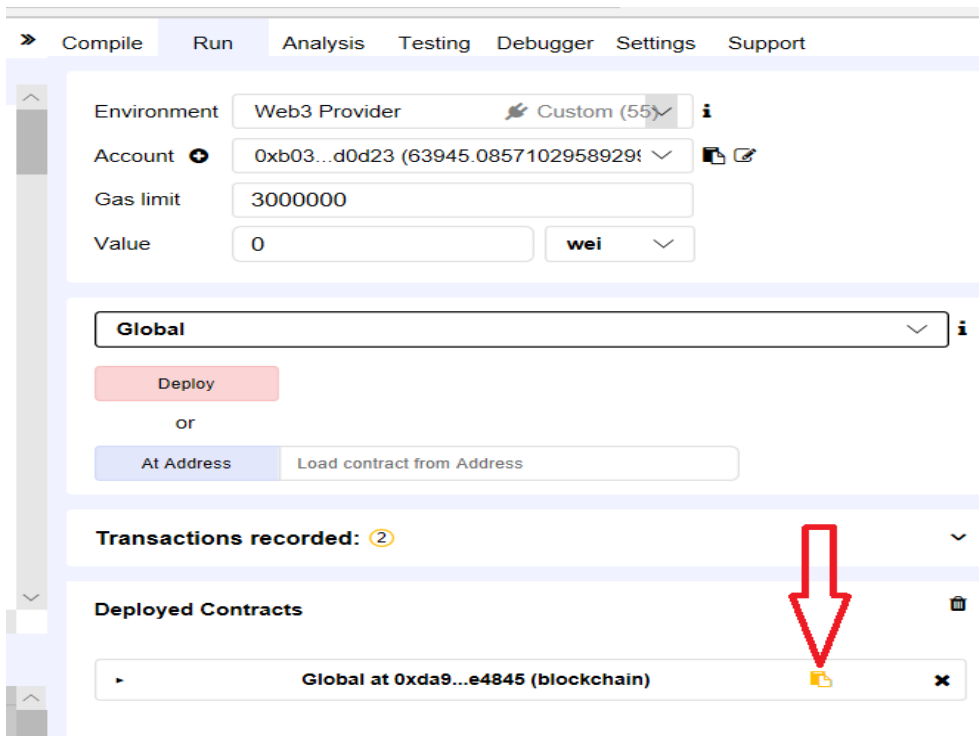 Compile Run Analysis Testing Debugger Settings Support
Environment Web3 Provider Custom (55)
Account 0xb03...d0d23 (63945.0857102958929
Gas limit 3000000
Value 0 wei
Global
Deploy
or
At Address Load contract from Address
Transactions recorded: 2
Deployed Contracts
Global at 0xda9...e4845 (blockchain)